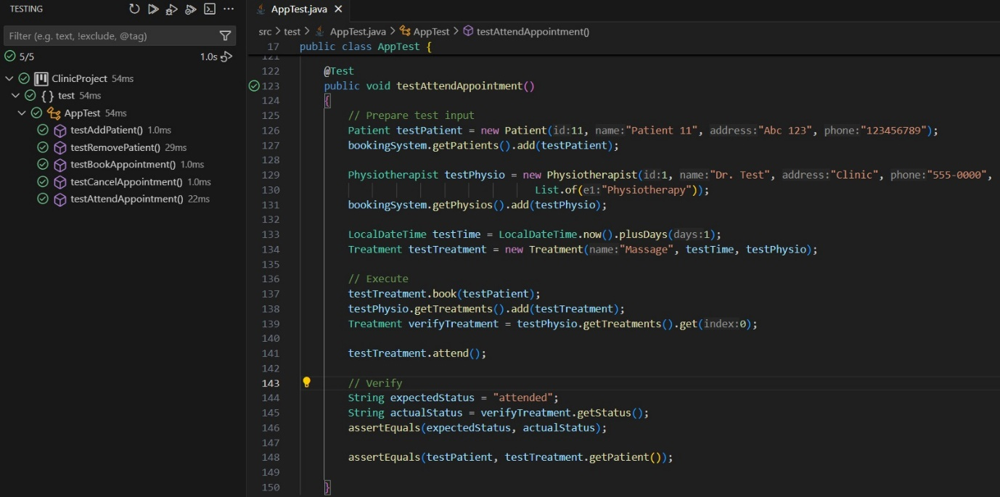 TESTING
Filter (e.g. text, !exclude, @tag)
5/5 1.0s
ClinicProject 54ms
{ } test 54ms
AppTest 54ms
testAddPatient() 1.0ms
testRemovePatient() 29ms
testBookAppointment() 1.0ms
testCancelAppointment() 1.0ms
testAttendAppointment() 22ms
AppTest.java
src > test > AppTest.java > AppTest > testAttendAppointment()
17 public class AppTest {
121
122 @Test
123 public void testAttendAppointment()
124 {
125 // Prepare test input
126 Patient testPatient = new Patient(id:11, name:"Patient 11", address:"Abc 123", phone:"123456789");
127 bookingSystem.getPatients().add(testPatient);
128
129 Physiotherapist testPhysio = new Physiotherapist(id:1, name:"Dr. Test", address:"Clinic", phone:"555-0000",
130 List.of(e1:"Physiotherapy"));
131 bookingSystem.getPhysios().add(testPhysio);
132
133 LocalDateTime testTime = LocalDateTime.now().plusDays(days:1);
134 Treatment testTreatment = new Treatment(name:"Massage", testTime, testPhysio);
135
136 // Execute
137 testTreatment.book(testPatient);
138 testPhysio.getTreatments().add(testTreatment);
139 Treatment verifyTreatment = testPhysio.getTreatments().get(index:0);
140
141 testTreatment.attend();
142
143 // Verify
144 String expectedStatus = "attended";
145 String actualStatus = verifyTreatment.getStatus();
146 assertEquals(expectedStatus, actualStatus);
147
148 assertEquals(testPatient, testTreatment.getPatient());
149
150 }